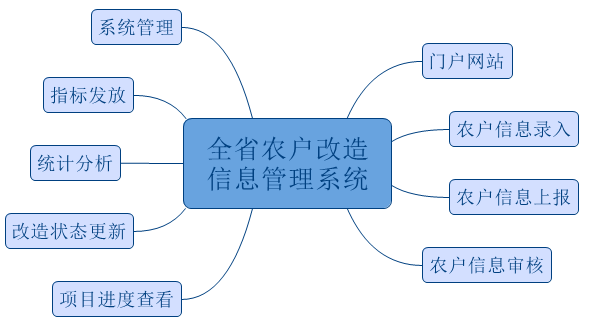 系统管理
门户网站
指标发放
农户信息录入
全省农户改造
信息管理系统
统计分析
农户信息上报
改造状态更新
农户信息审核
项目进度查看